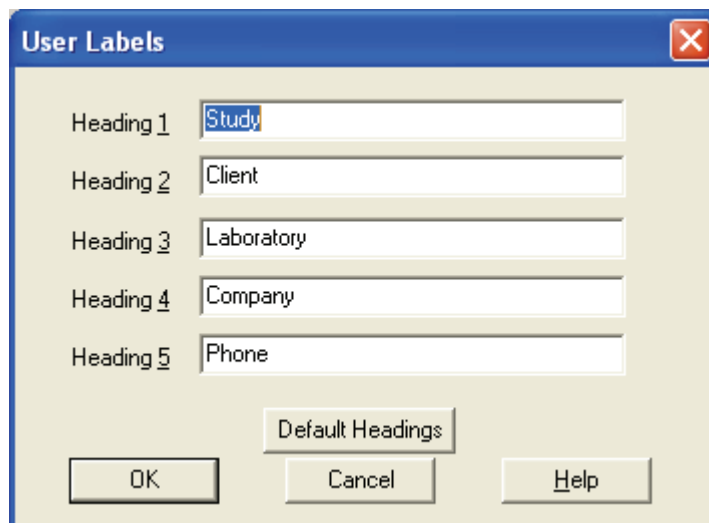 User Labels
Heading 1 Study
Heading 2 Client
Heading 3 Laboratory
Heading 4 Company
Heading 5 Phone
Default Headings
OK Cancel Help